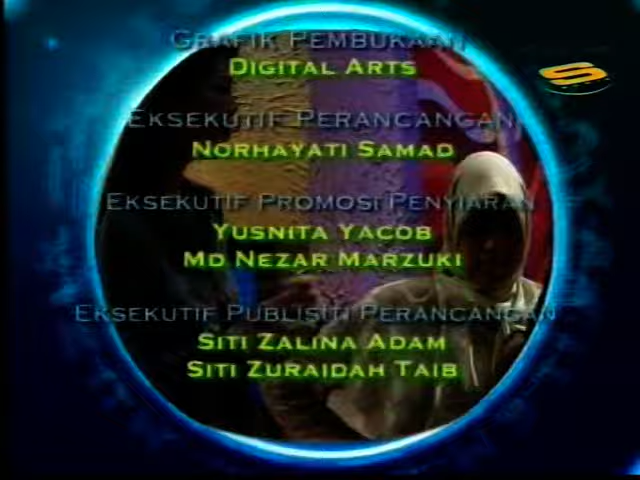 GRAFIK PEMBUKAAN
DIGITAL ARTS
EKSEKUTIF PERANCANGAN
NORHAYATI SAMAD
EKSEKUTIF PROMOSI PENYIARAN
YUSNITA YACOB
MD NEZAR MARZUKI
EKSEKUTIF PUBLISITI PERANCANGAN
SITI ZALINA ADAM
SITI ZURAIDAH TAIB